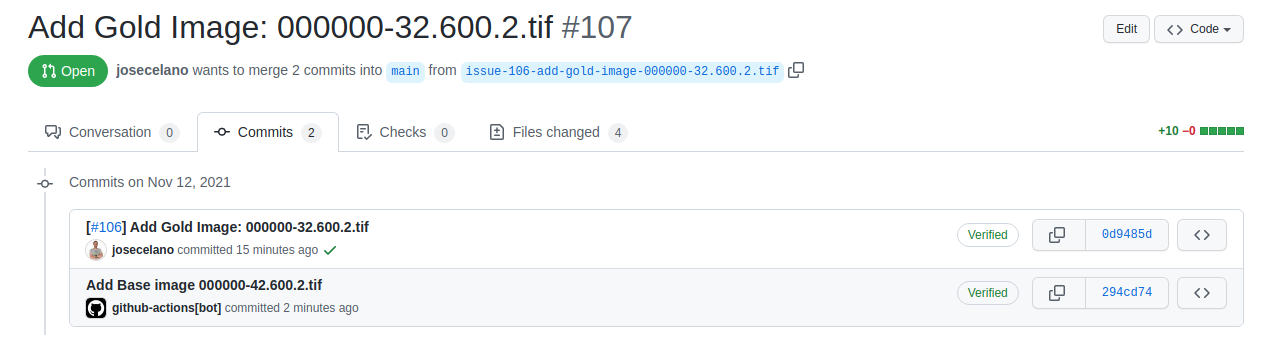 Add Gold Image: 000000-32.600.2.tif #107
Edit
Code
Open
josecelano wants to merge 2 commits into main from issue-106-add-gold-image-000000-32.600.2.tif
Conversation 0
Commits 2
Checks 0
Files changed 4
+10 −0
Commits on Nov 12, 2021
[#106] Add Gold Image: 000000-32.600.2.tif
josecelano committed 15 minutes ago
Verified
0d9485d
Add Base image 000000-42.600.2.tif
github-actions[bot] committed 2 minutes ago
Verified
294cd74